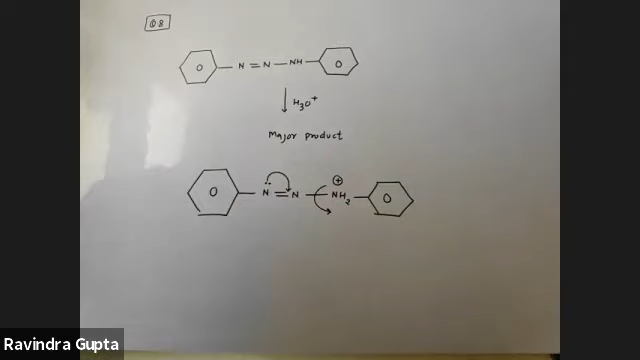 Q8
N = N — NH
H3O+
Major product
N = N — NH2 +
Ravindra Gupta